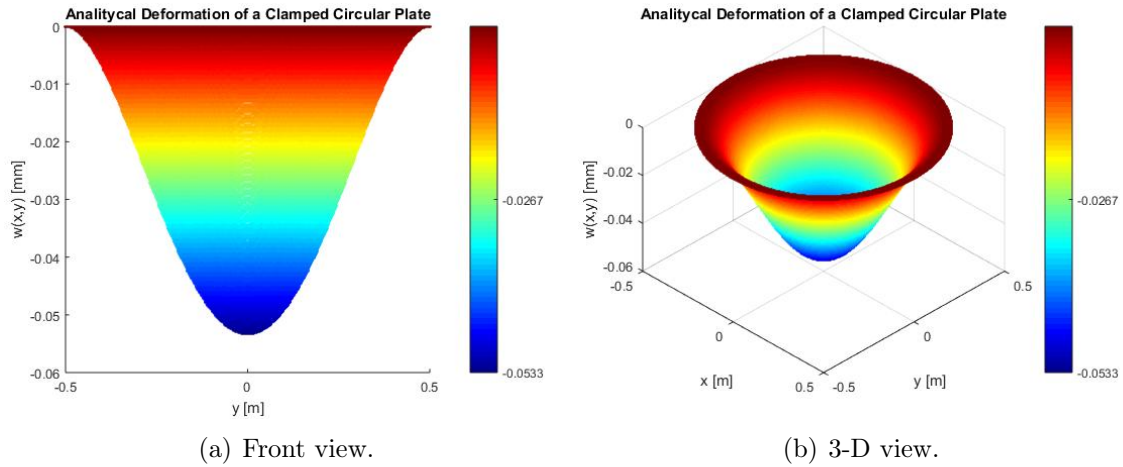 Analitycal Deformation of a Clamped Circular Plate
0
-0.01
-0.02
-0.03
-0.04
-0.05
-0.06
w(x,y) [mm]
-0.5
0
0.5
y [m]
-0.0267
-0.0533
(a) Front view.
Analitycal Deformation of a Clamped Circular Plate
0
-0.02
-0.04
-0.06
w(x,y) [mm]
-0.5
0
0.5
x [m]
-0.5
0
0.5
y [m]
-0.0267
-0.0533
(b) 3-D view.